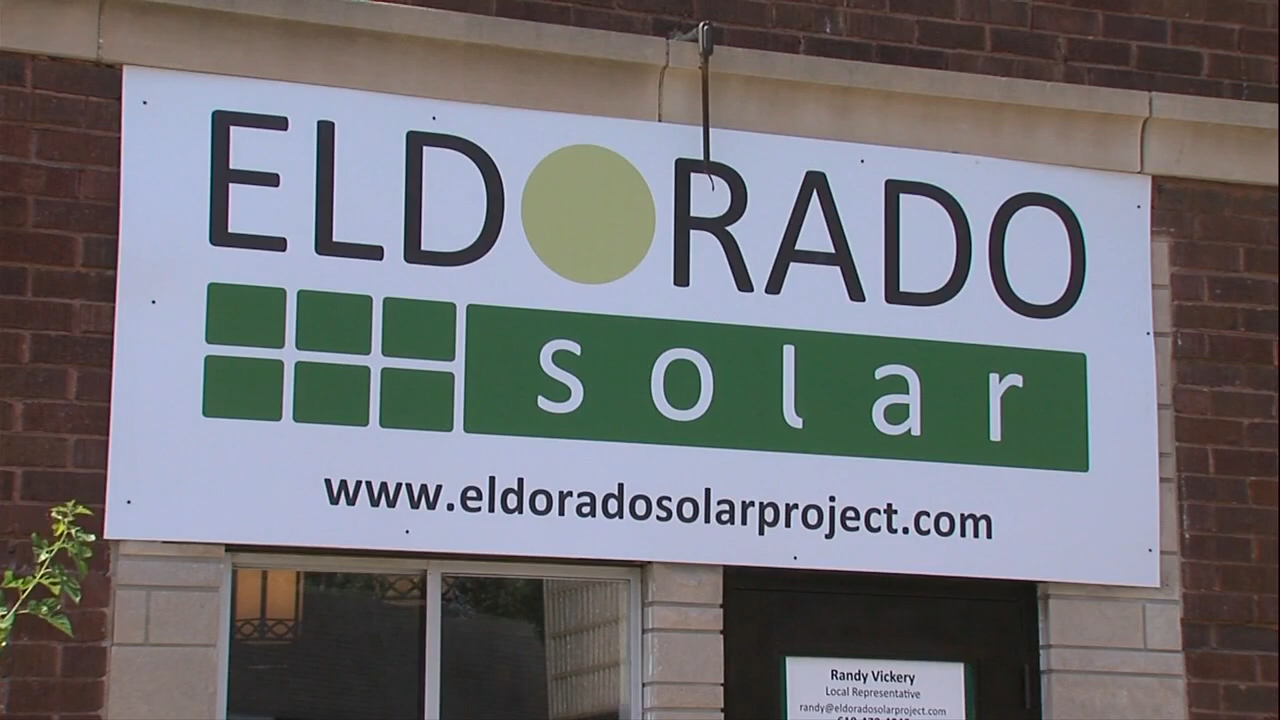 ELDORADO
solar
www.eldoradosolarproject.com
Randy Vickery
Local Representative
randy@eldoradosolarproject.com